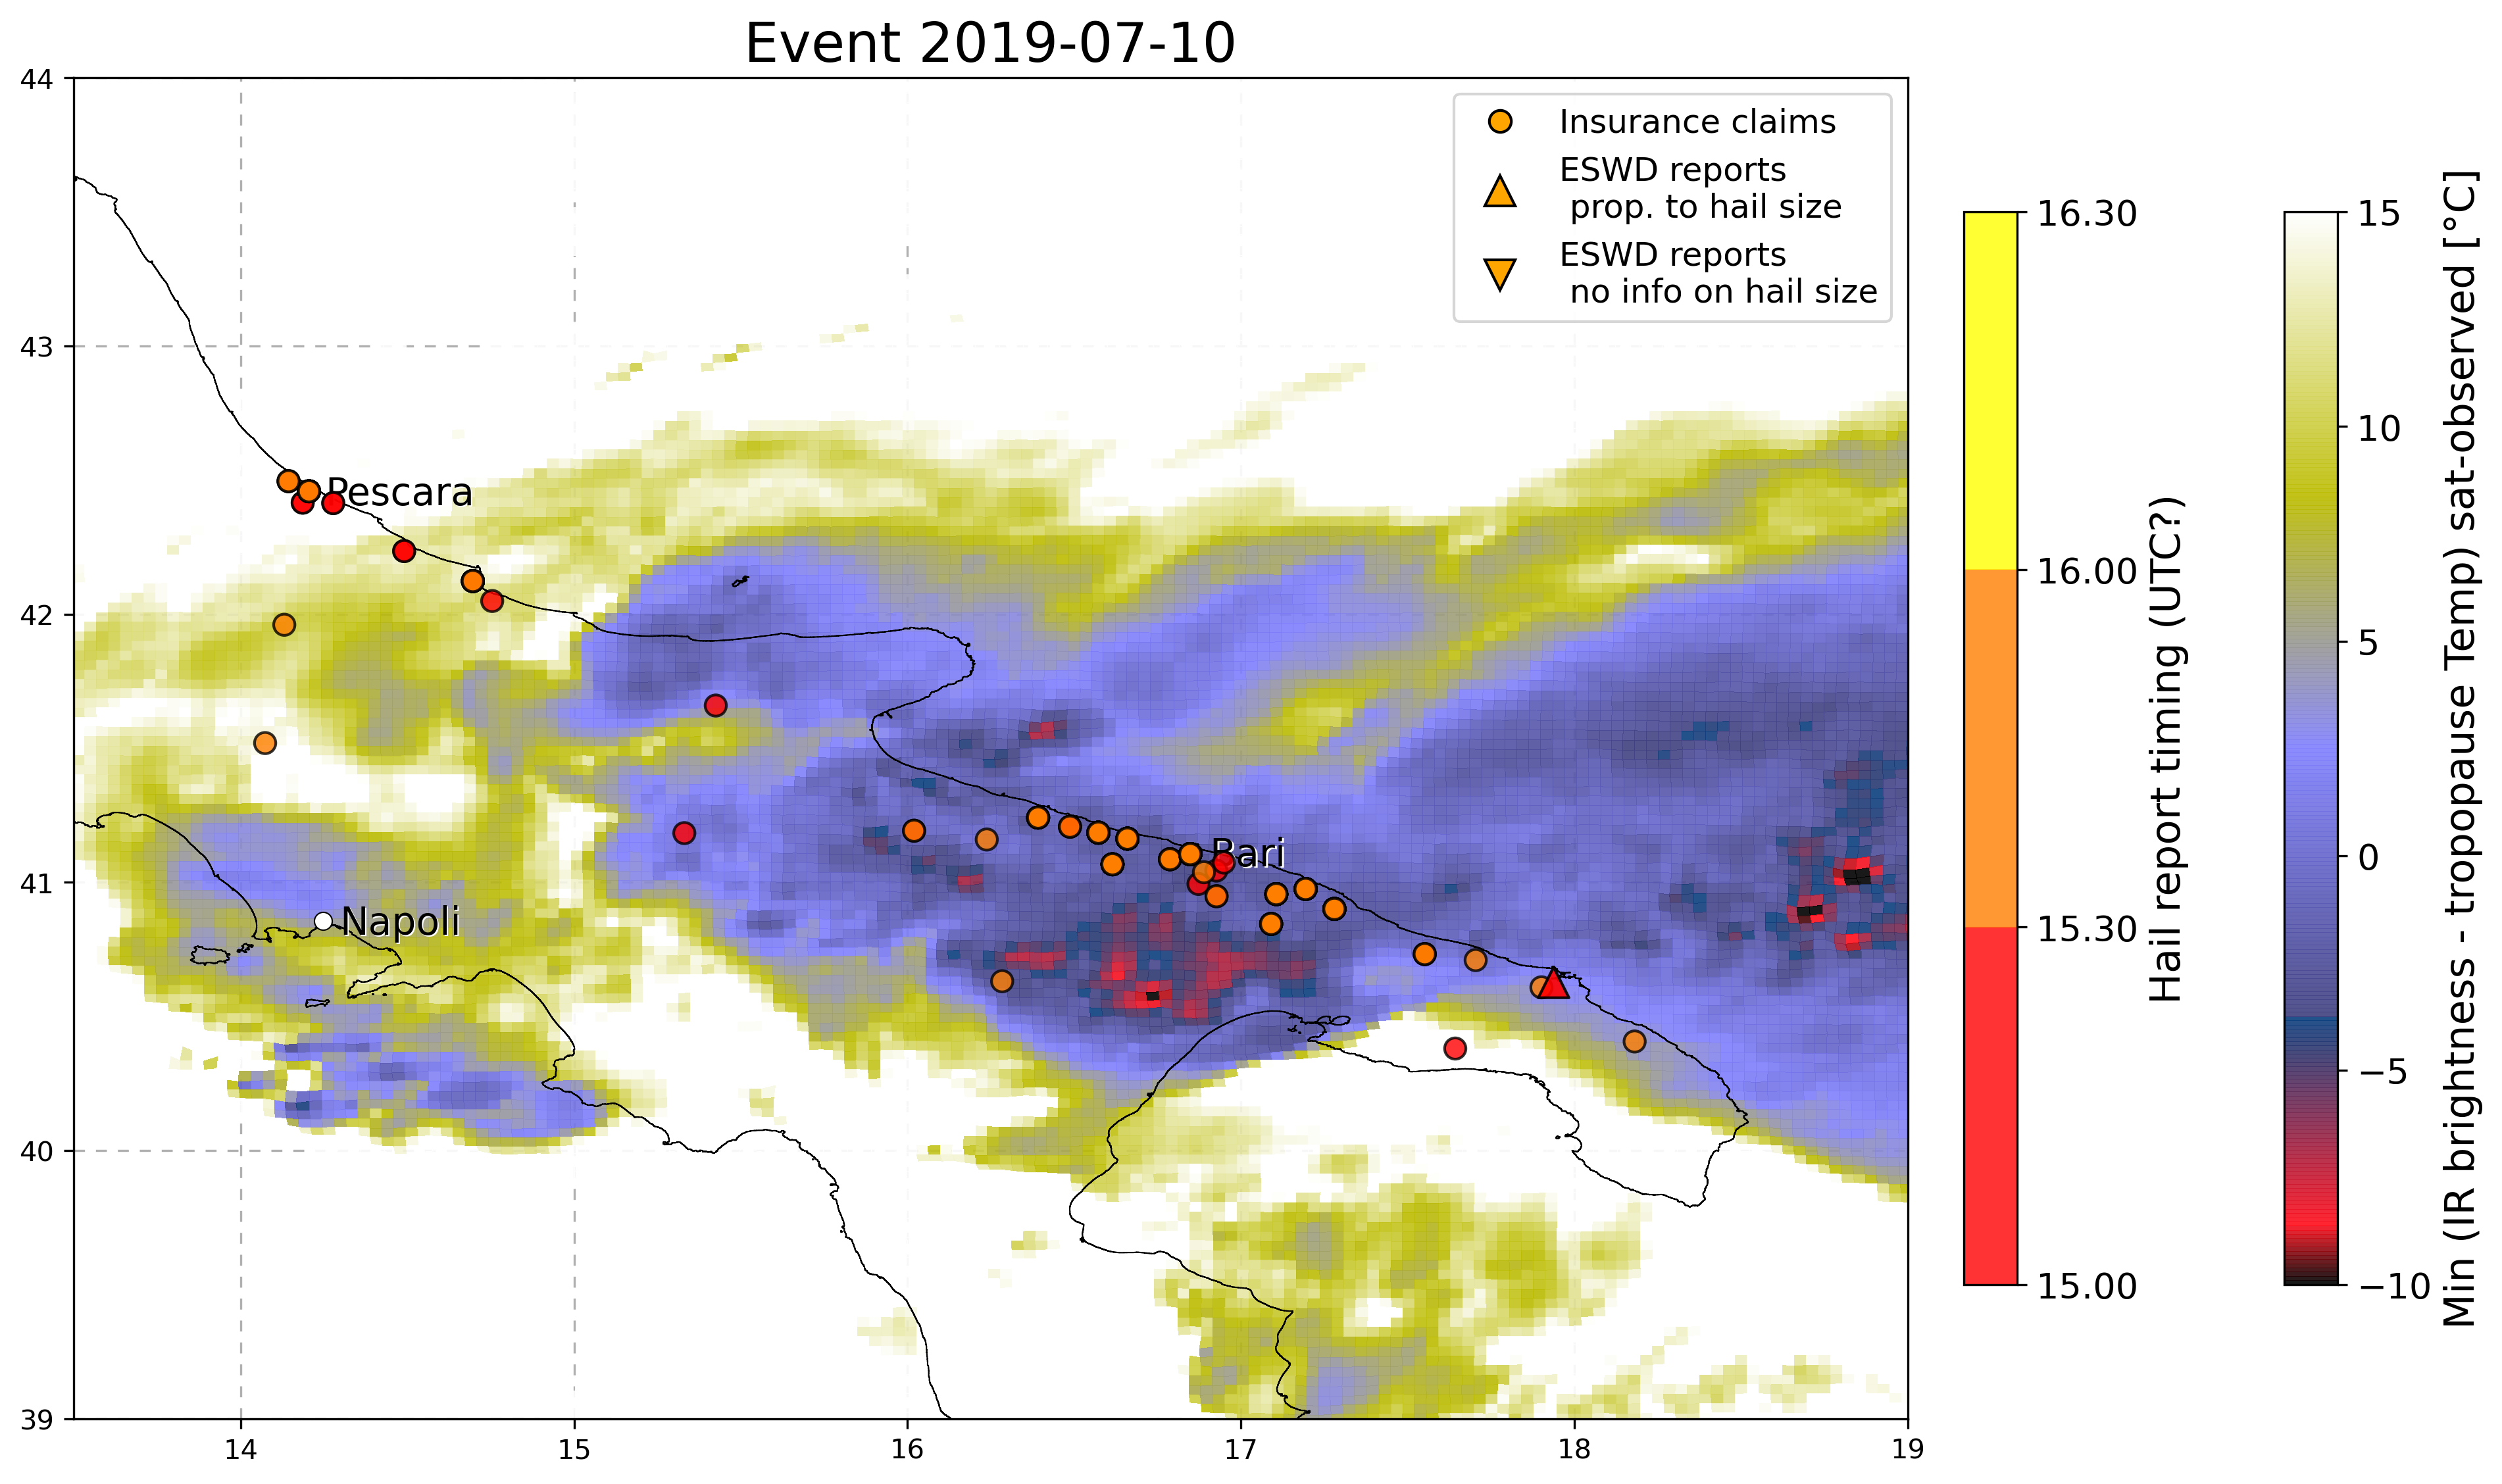 Event 2019-07-10
44
43
42
41
40
39
14
15
16
17
18
19
Insurance claims
ESWD reports
prop. to hail size
ESWD reports
no info on hail size
Pescara
Bari
Napoli
16.30
16.00
15.30
15.00
Hail report timing (UTC?)
15
10
5
0
−5
−10
Min (IR brightness - tropopause Temp) sat-observed [°C]